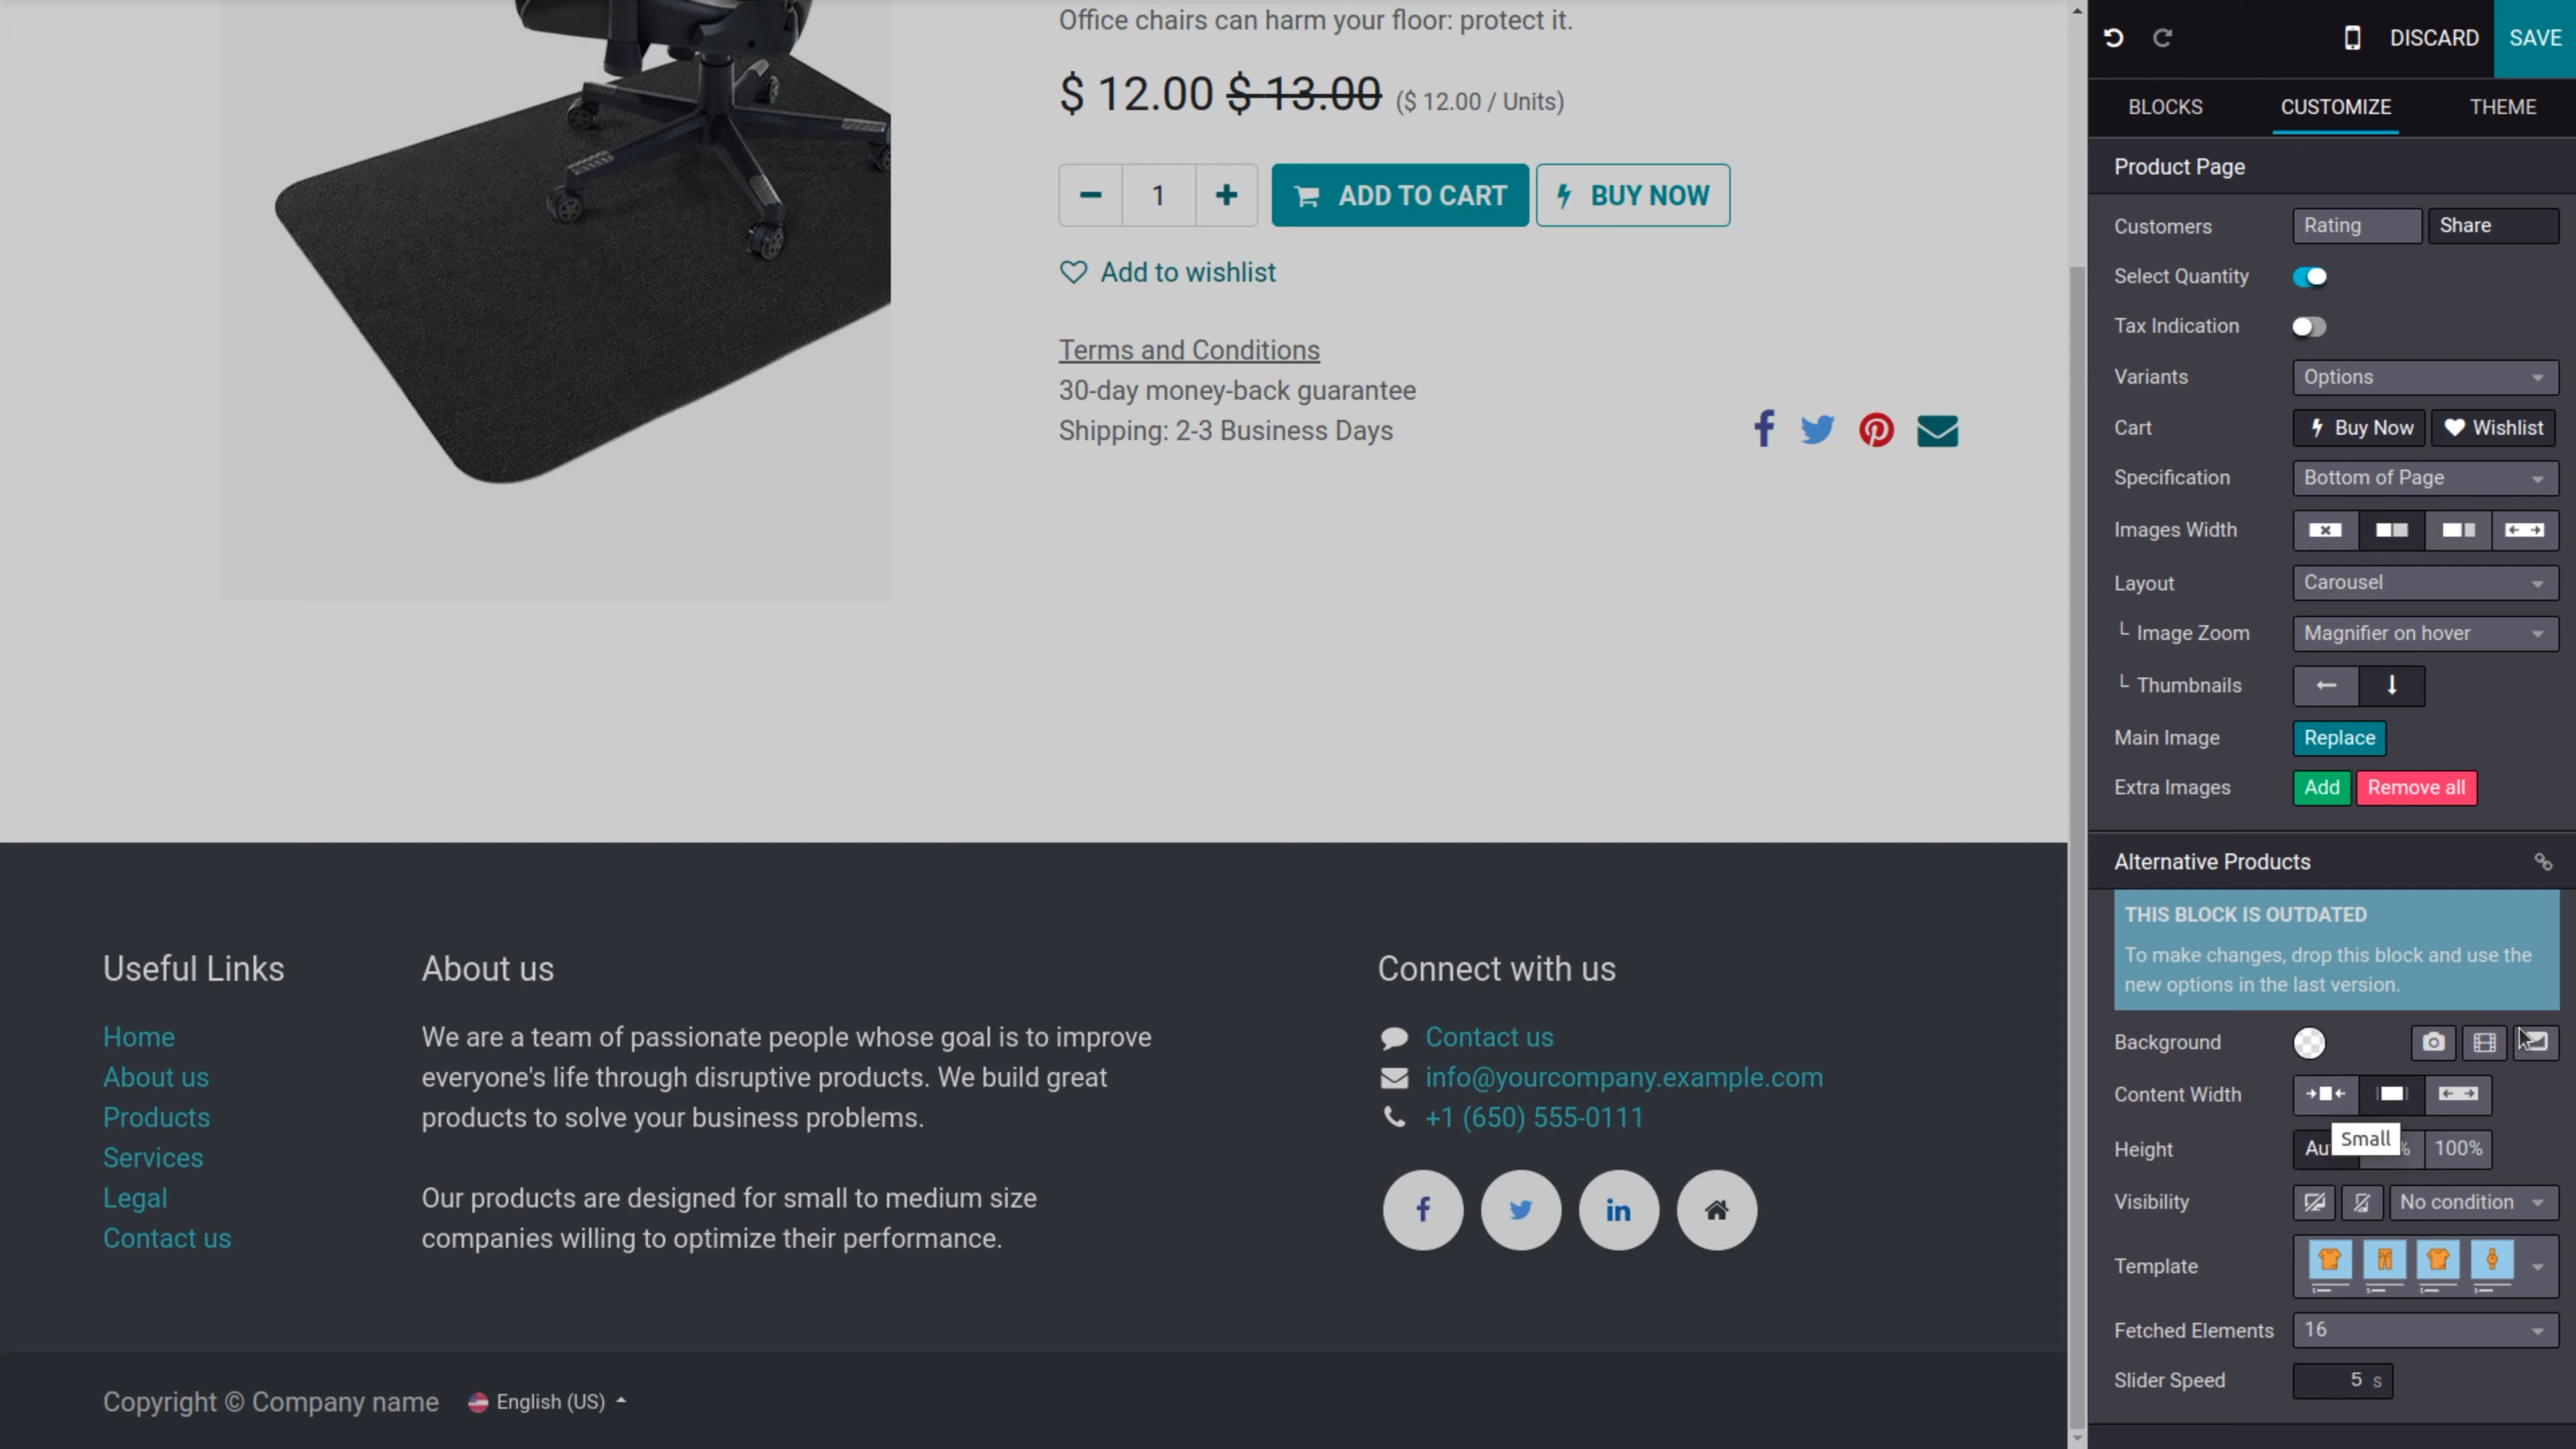 Office chairs can harm your floor: protect it.
$ 12.00 $ 13.00 ($ 12.00 / Units)
1
ADD TO CART
BUY NOW
Add to wishlist
Terms and Conditions
30-day money-back guarantee
Shipping: 2-3 Business Days
Useful Links
Home
About us
Products
Services
Legal
Contact us
About us
We are a team of passionate people whose goal is to improve
everyone's life through disruptive products. We build great
products to solve your business problems.
Our products are designed for small to medium size
companies willing to optimize their performance.
Connect with us
Contact us
info@yourcompany.example.com
+1 (650) 555-0111
Copyright © Company name
English (US)
DISCARD
SAVE
BLOCKS
CUSTOMIZE
THEME
Product Page
Customers Rating Share
Select Quantity
Tax Indication
Variants Options
Cart Buy Now Wishlist
Specification Bottom of Page
Images Width
Layout Carousel
Image Zoom Magnifier on hover
Thumbnails
Main Image Replace
Extra Images Add Remove all
Alternative Products
THIS BLOCK IS OUTDATED
To make changes, drop this block and use the
new options in the last version.
Background
Content Width
Small
Height 100%
Visibility No condition
Template
Fetched Elements 16
Slider Speed 5 s